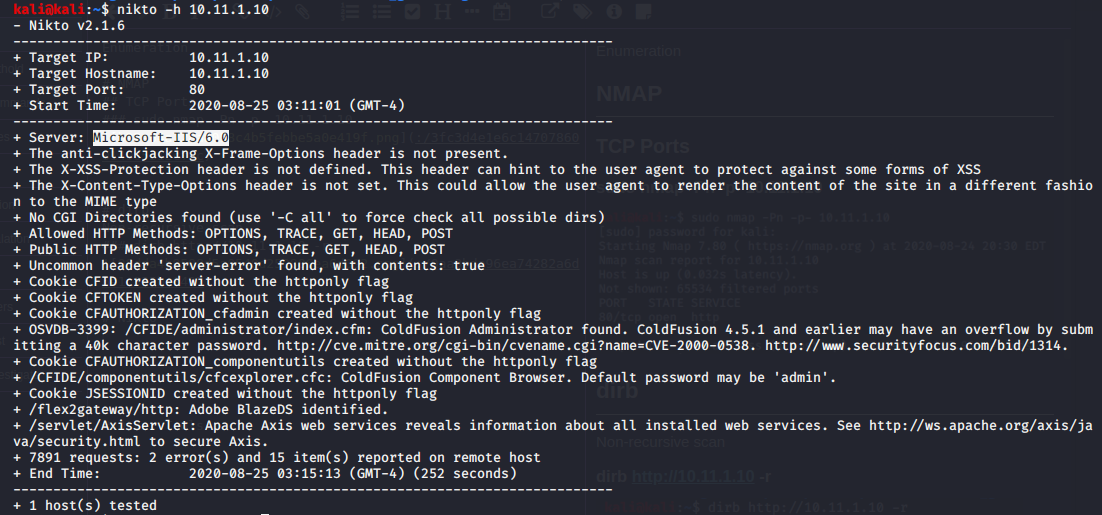 kali@kali:~$ nikto -h 10.11.1.10
- Nikto v2.1.6
---------------------------------------------------------------------------
+ Target IP:          10.11.1.10
+ Target Hostname:    10.11.1.10
+ Target Port:        80
+ Start Time:         2020-08-25 03:11:01 (GMT-4)
---------------------------------------------------------------------------
+ Server: Microsoft-IIS/6.0
+ The anti-clickjacking X-Frame-Options header is not present.
+ The X-XSS-Protection header is not defined. This header can hint to the user agent to protect against some forms of XSS
+ The X-Content-Type-Options header is not set. This could allow the user agent to render the content of the site in a different fashio
n to the MIME type
+ No CGI Directories found (use '-C all' to force check all possible dirs)
+ Allowed HTTP Methods: OPTIONS, TRACE, GET, HEAD, POST
+ Public HTTP Methods: OPTIONS, TRACE, GET, HEAD, POST
+ Uncommon header 'server-error' found, with contents: true
+ Cookie CFID created without the httponly flag
+ Cookie CFTOKEN created without the httponly flag
+ Cookie CFAUTHORIZATION_cfadmin created without the httponly flag
+ OSVDB-3399: /CFIDE/administrator/index.cfm: ColdFusion Administrator found. ColdFusion 4.5.1 and earlier may have an overflow by subm
itting a 40k character password. http://cve.mitre.org/cgi-bin/cvename.cgi?name=CVE-2000-0538. http://www.securityfocus.com/bid/1314.
+ Cookie CFAUTHORIZATION_componentutils created without the httponly flag
+ /CFIDE/componentutils/cfcexplorer.cfc: ColdFusion Component Browser. Default password may be 'admin'.
+ Cookie JSESSIONID created without the httponly flag
+ /flex2gateway/http: Adobe BlazeDS identified.
+ /servlet/AxisServlet: Apache Axis web services reveals information about all installed web services. See http://ws.apache.org/axis/ja
va/security.html to secure Axis.
+ 7891 requests: 2 error(s) and 15 item(s) reported on remote host
+ End Time:           2020-08-25 03:15:13 (GMT-4) (252 seconds)
---------------------------------------------------------------------------
+ 1 host(s) tested
Enumeration
NMAP
TCP Ports
$ sudo nmap -Pn -p- 10.11.1.10
[sudo] password for kali:
Starting Nmap 7.80 ( https://nmap.org ) at 2020-08-24 20:30 EDT
Nmap scan report for 10.11.1.10
Host is up (0.032s latency).
Not shown: 65534 filtered ports
PORT   STATE SERVICE
80/tcp open  http
dirb
Non-recursive scan
dirb http://10.11.1.10 -r
$ dirb http://10.11.1.10 -r